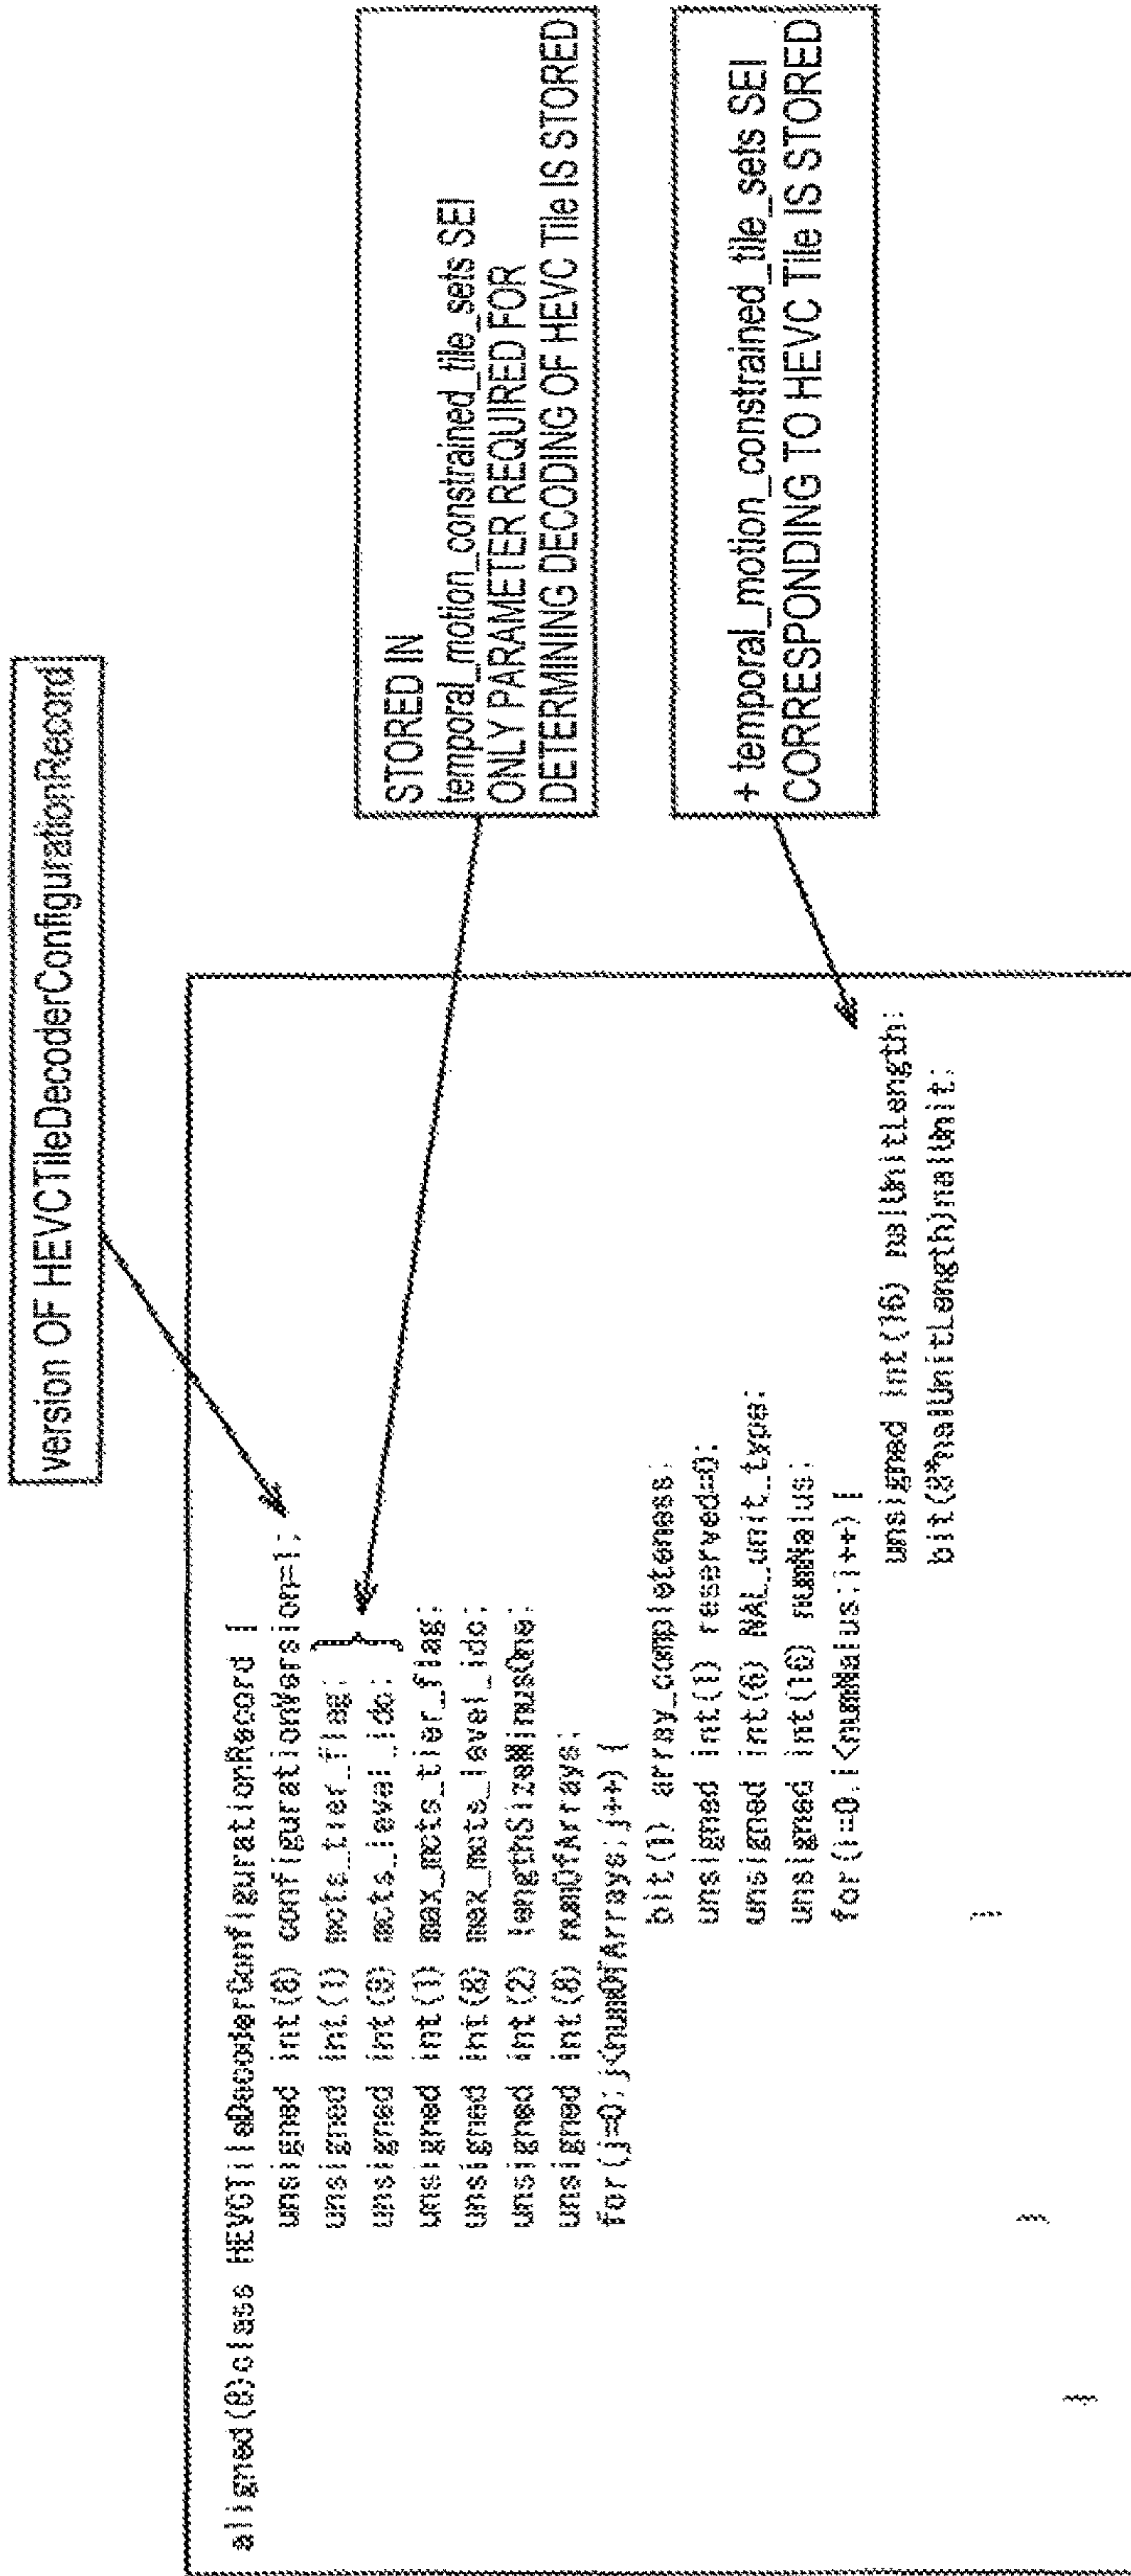 version OF HEVCTileDecoderConfigurationRecord
aligned(8)class HEVCTileDecoderConfigurationRecord {
unsigned int(8) configurationVersion=1;
unsigned int(1) mcts_tier_flag;
unsigned int(8) mcts_level_idc;
unsigned int(1) max_mcts_tier_flag;
unsigned int(8) max_mcts_level_idc;
unsigned int(2) lengthSizeMinusOne;
unsigned int(8) numOfArrays;
for(j=0;j<numOfArrays;j++) {
bit(1) array_completeness;
unsigned int(1) reserved=0;
unsigned int(6) NAL_unit_type;
unsigned int(16) numNalus;
for(i=0;i<numNalus;i++) {
unsigned int(16) nalUnitLength;
bit(8*nalUnitLength)nalUnit;
}
}
}
STORED IN
temporal_motion_constrained_tile_sets SEI
ONLY PARAMETER REQUIRED FOR
DETERMINING DECODING OF HEVC Tile IS STORED
+ temporal_motion_constrained_tile_sets SEI
CORRESPONDING TO HEVC Tile IS STORED